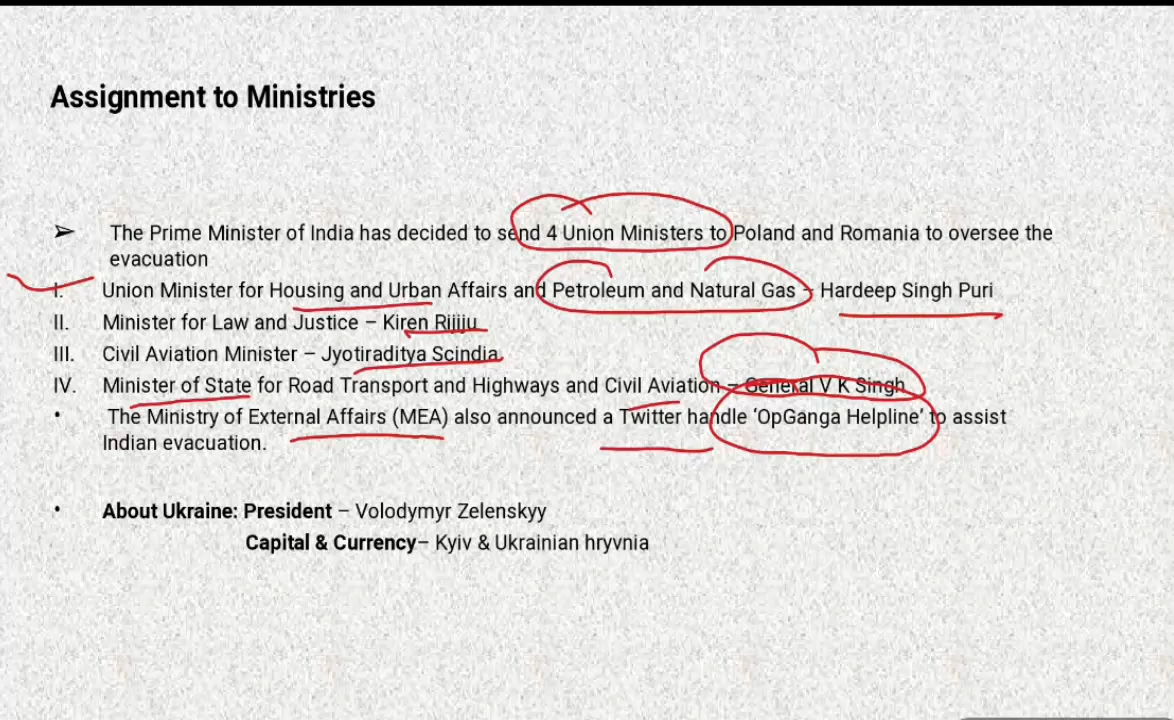 Assignment to Ministries
➢ The Prime Minister of India has decided to send 4 Union Ministers to Poland and Romania to oversee the
evacuation
I. Union Minister for Housing and Urban Affairs and Petroleum and Natural Gas – Hardeep Singh Puri
II. Minister for Law and Justice – Kiren Rijiju
III. Civil Aviation Minister – Jyotiraditya Scindia
IV. Minister of State for Road Transport and Highways and Civil Aviation – General V K Singh
• The Ministry of External Affairs (MEA) also announced a Twitter handle ‘OpGanga Helpline’ to assist
Indian evacuation.
• About Ukraine: President – Volodymyr Zelenskyy
Capital & Currency– Kyiv & Ukrainian hryvnia